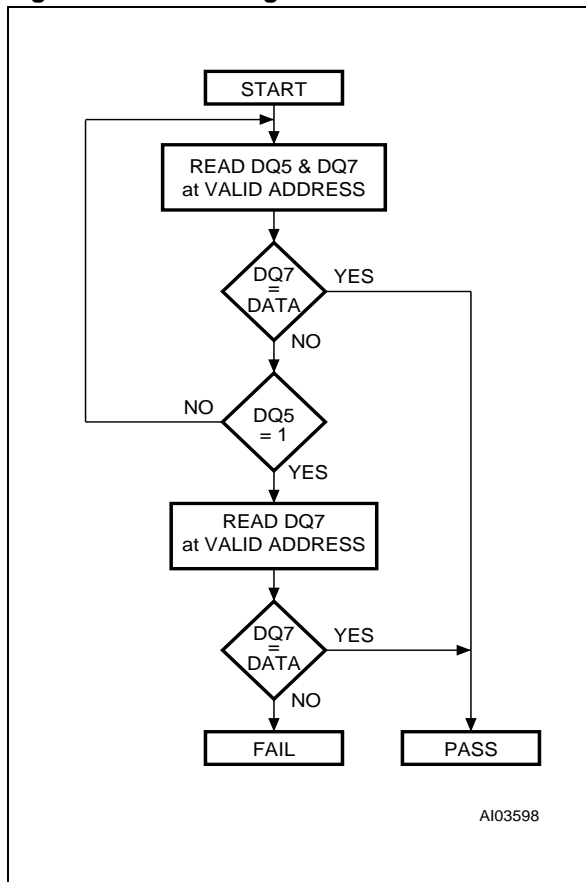 START
READ DQ5 & DQ7
at VALID ADDRESS
DQ7
=
DATA
YES
NO
NO
DQ5
= 1
YES
READ DQ7
at VALID ADDRESS
DQ7
=
DATA
YES
NO
FAIL
PASS
AI03598